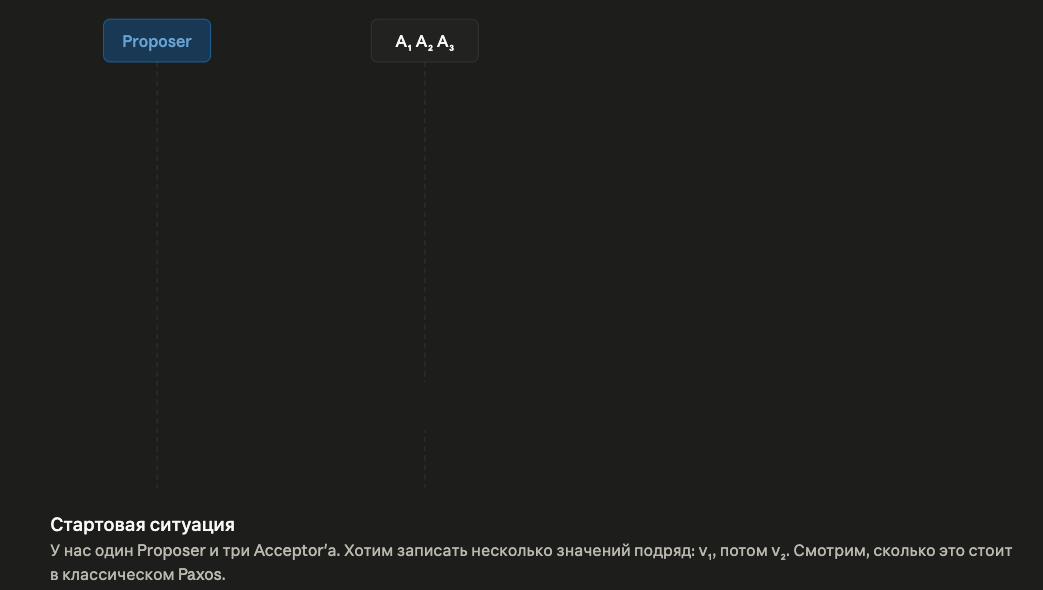 Proposer
A₁ A₂ A₃
Стартовая ситуация
У нас один Proposer и три Acceptor'а. Хотим записать несколько значений подряд: v₁, потом v₂. Смотрим, сколько это стоит
в классическом Paxos.